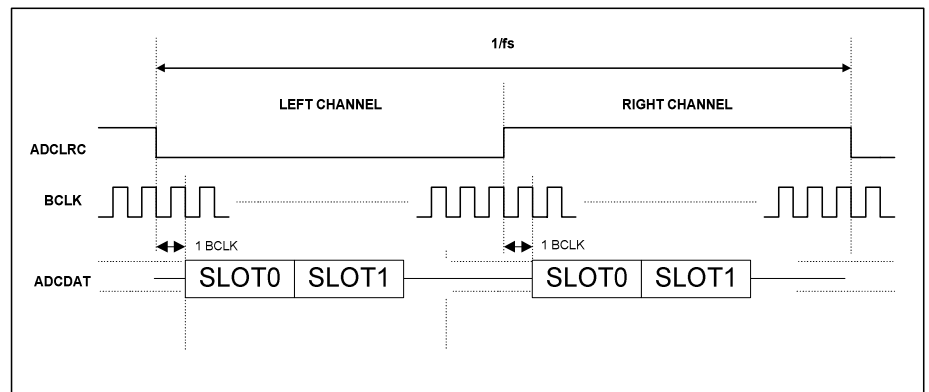 1/fs
LEFT CHANNEL RIGHT CHANNEL
ADCLRC
BCLK
1 BCLK 1 BCLK
ADCDAT SLOT0 SLOT1 SLOT0 SLOT1